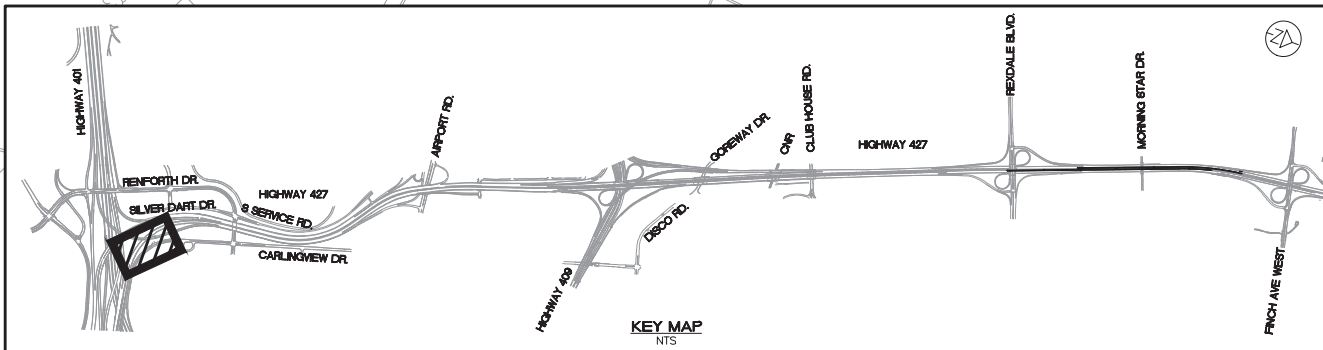 HIGHWAY 401
RENFORTH DR.
SILVER DART DR.
HIGHWAY 427
S SERVICE RD.
CARLINGVIEW DR.
AIRPORT RD.
HIGHWAY 409
DISCO RD.
GOREWAY DR.
CNR
CLUB HOUSE RD.
HIGHWAY 427
REXDALE BLVD.
MORNING STAR DR.
FINCH AVE WEST
N
KEY MAP
NTS